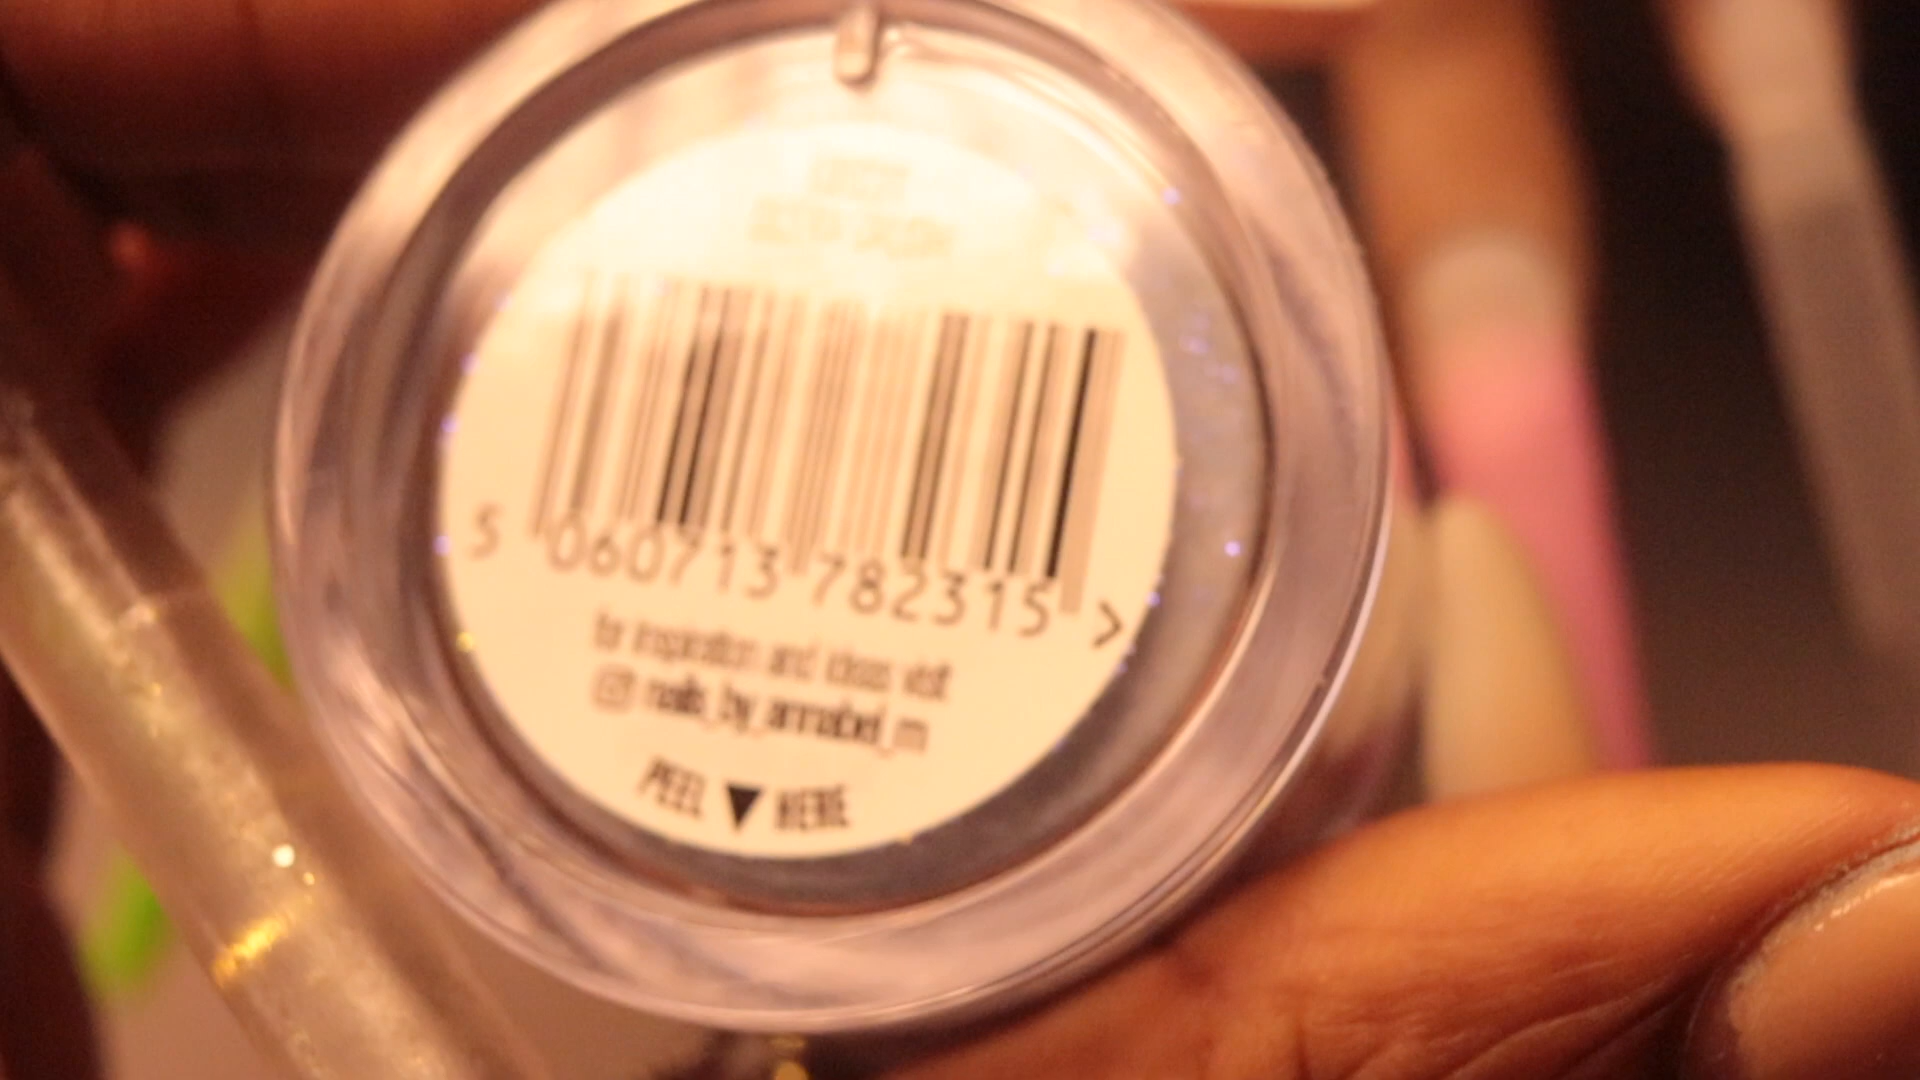 5 060713 782315 >
for inspiration and ideas visit
nails_by_annabel_m
PEEL ▼ HERE